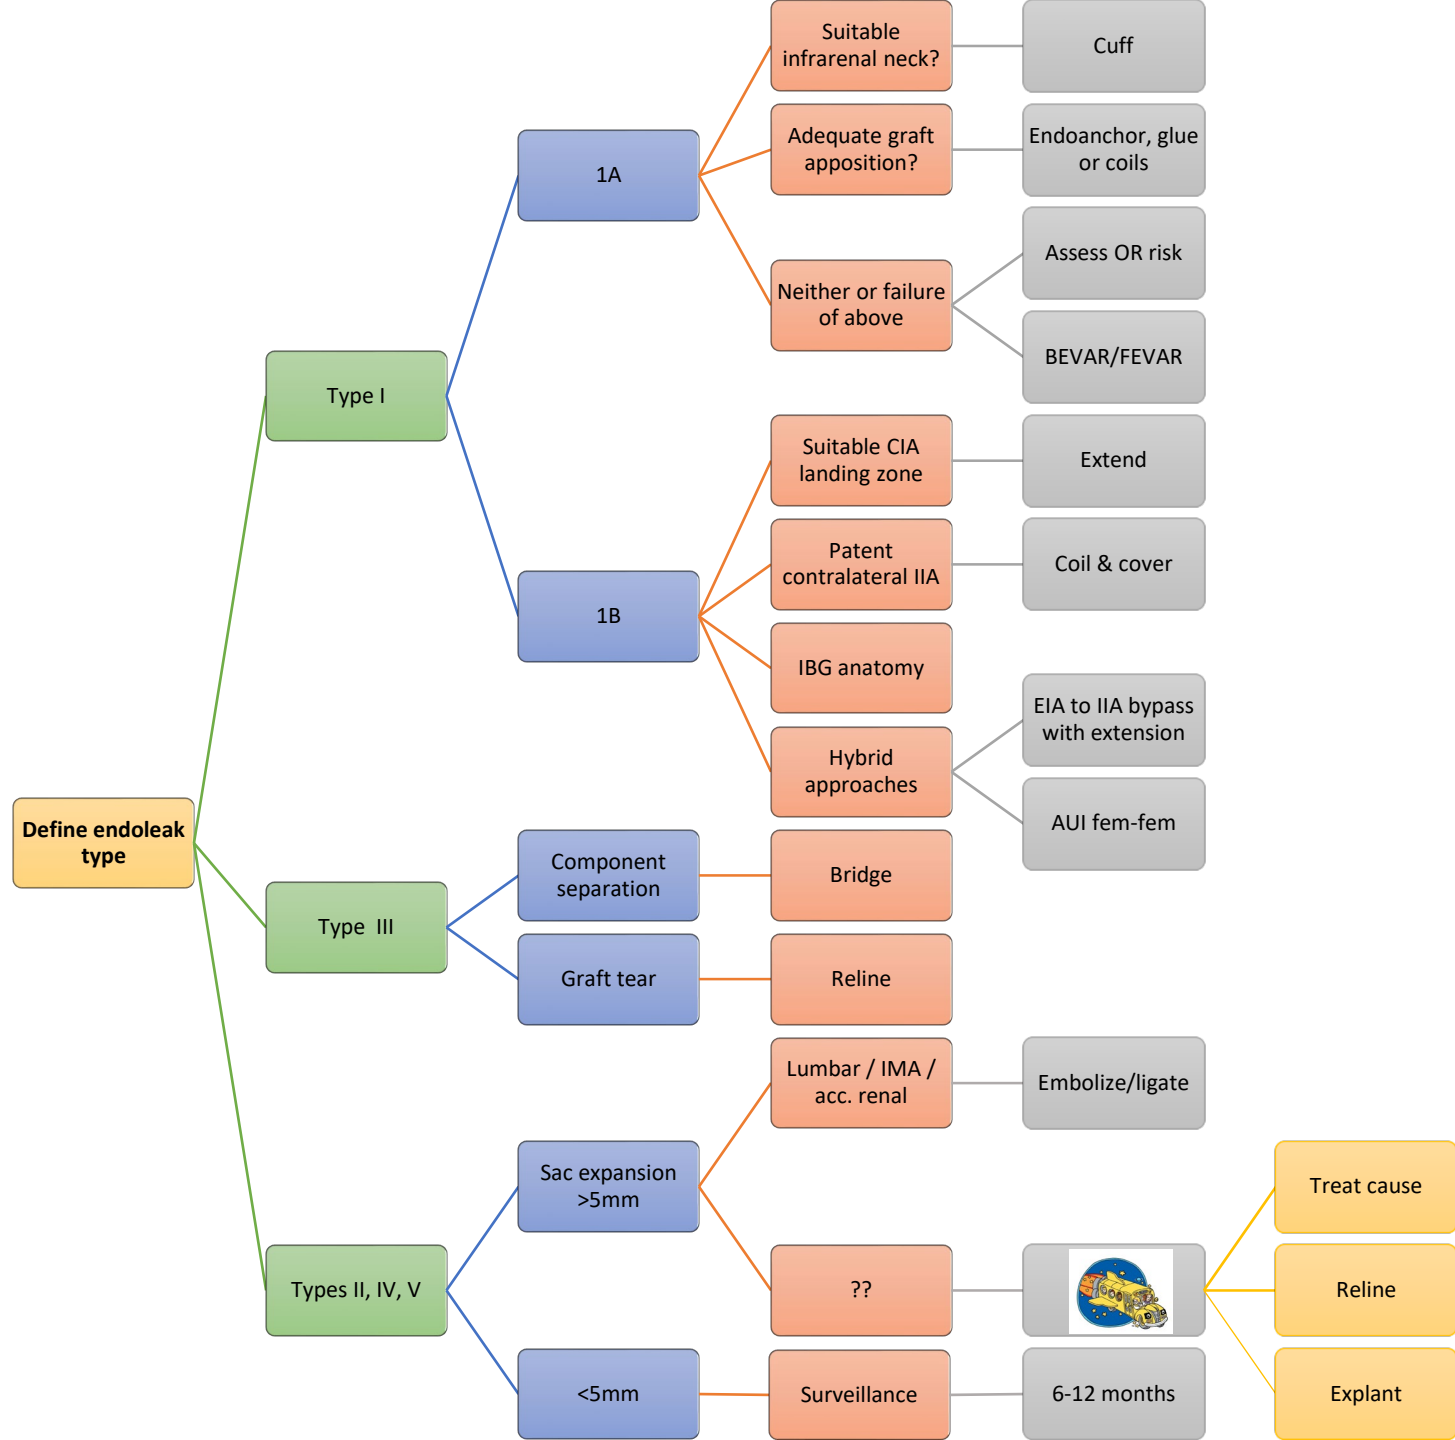 Define endoleak
type
Type I
1A
Suitable
infrarenal neck?
Cuff
Adequate graft
apposition?
Endoanchor, glue
or coils
Neither or failure
of above
Assess OR risk
BEVAR/FEVAR
1B
Suitable CIA
landing zone
Extend
Patent
contralateral IIA
Coil & cover
IBG anatomy
Hybrid
approaches
EIA to IIA bypass
with extension
AUI fem-fem
Type  III
Component
separation
Bridge
Graft tear
Reline
Types II, IV, V
Sac expansion
>5mm
Lumbar / IMA /
acc. renal
Embolize/ligate
??
Treat cause
Reline
Explant
<5mm
Surveillance
6-12 months